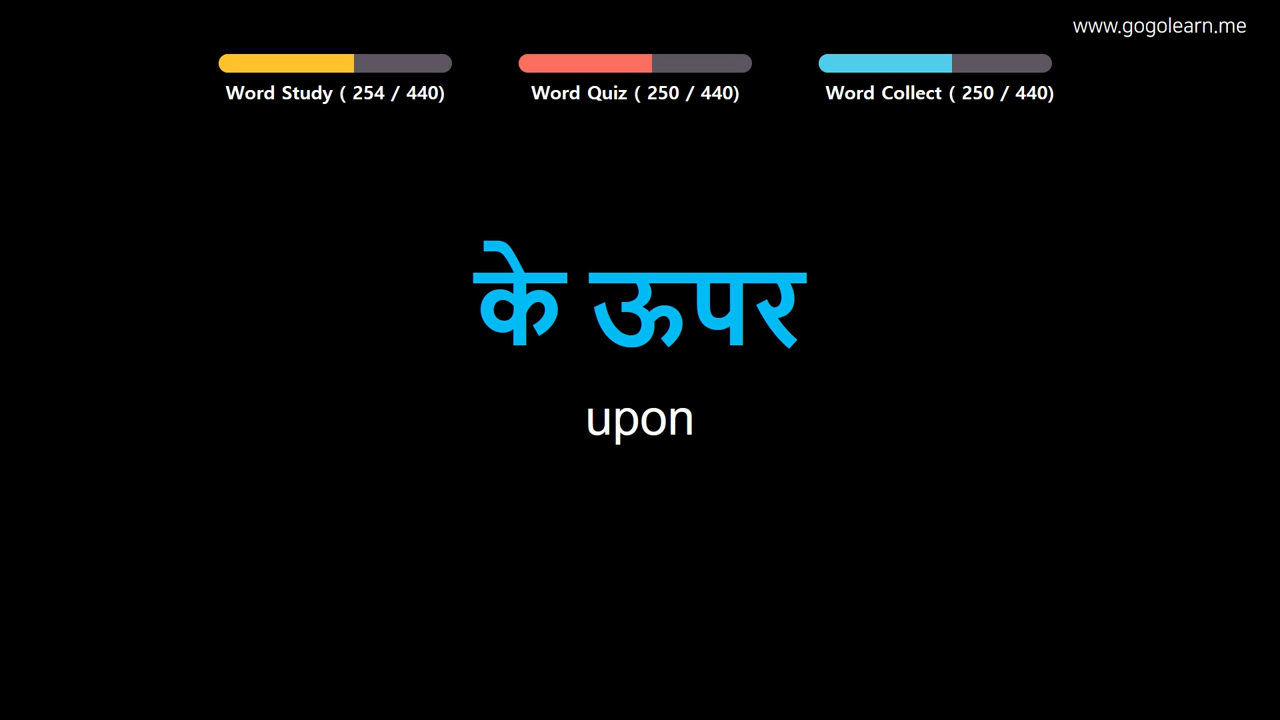 www.gogolearn.me
Word Study ( 254 / 440) Word Quiz ( 250 / 440) Word Collect ( 250 / 440)
के ऊपर
upon